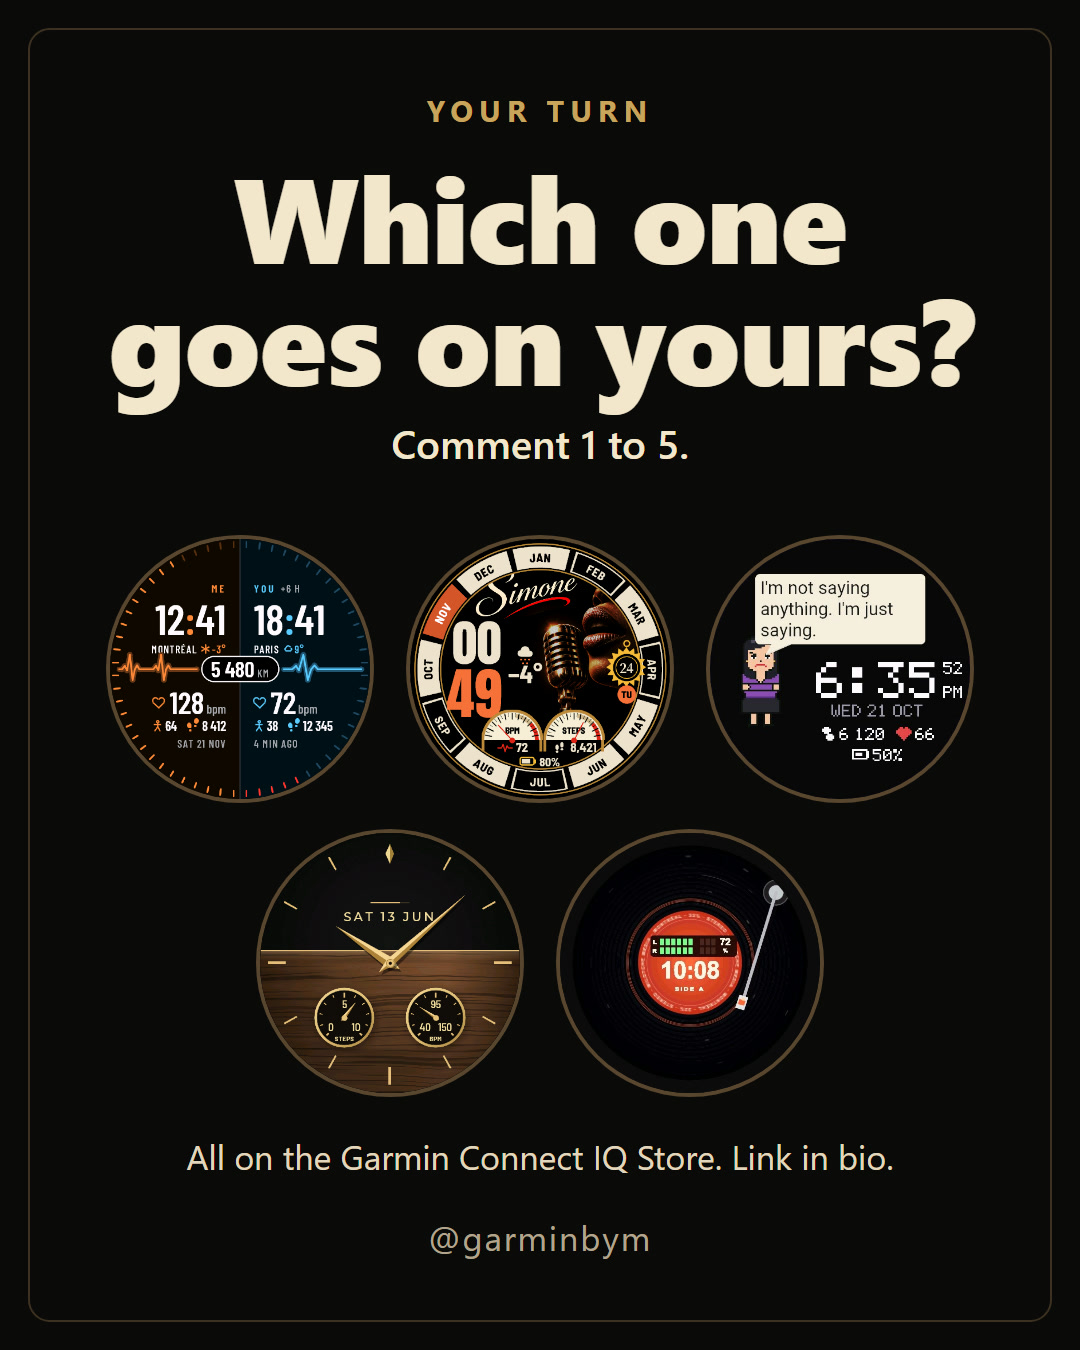 YOUR TURN
Which one
goes on yours?
Comment 1 to 5.
ME
12:41
MONTRÉAL -3°
128 bpm
64 8 412
SAT 21 NOV
YOU +6 H
18:41
PARIS 9°
72 bpm
38 12 345
4 MIN AGO
5 480 KM
JAN
FEB
MAR
APR
MAY
JUN
JUL
AUG
SEP
OCT
NOV
DEC
Simone
00
49
-4°
24
TU
BPM
72
STEPS
8,421
80%
I'm not saying
anything. I'm just
saying.
6:35 52 PM
WED 21 OCT
6 120 66
50%
SAT 13 JUN
5
0 10
STEPS
95
40 150
BPM
L
R
72
%
10:08
SIDE A
All on the Garmin Connect IQ Store. Link in bio.
@garminbym